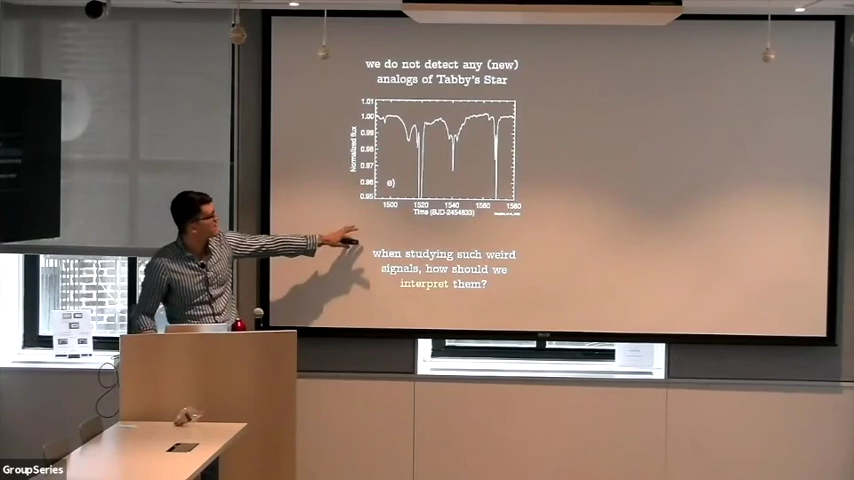 we do not detect any (new)
analogs of Tabby's Star
1.01
1.00
0.99
0.98
0.97
0.96
0.95
Normalized flux
e)
1500
1520
1540
1560
1580
Time (BJD-2454833)
when studying such weird
signals, how should we
interpret them?
GroupSeries